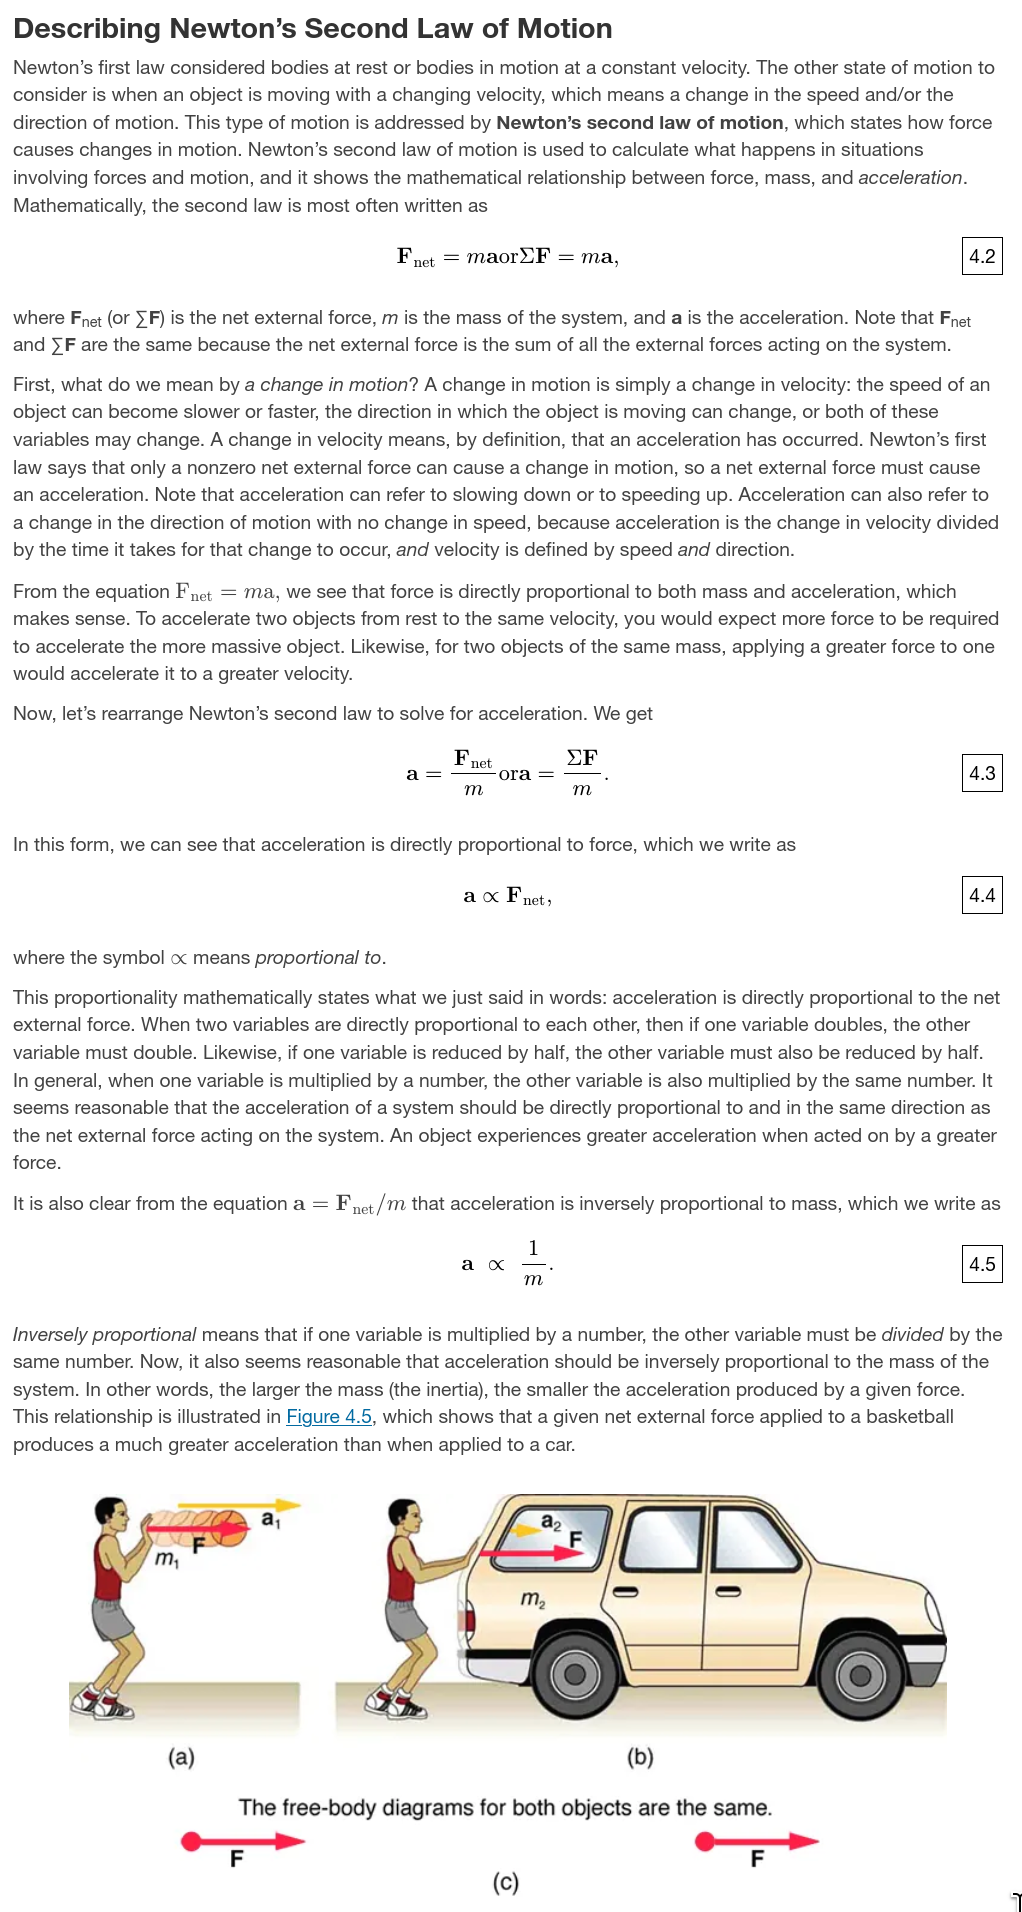 Describing Newton's Second Law of Motion
Newton's first law considered bodies at rest or bodies in motion at a constant velocity. The other state of motion to
consider is when an object is moving with a changing velocity, which means a change in the speed and/or the
direction of motion. This type of motion is addressed by Newton's second law of motion, which states how force
causes changes in motion. Newton's second law of motion is used to calculate what happens in situations
involving forces and motion, and it shows the mathematical relationship between force, mass, and acceleration.
Mathematically, the second law is most often written as
F net = maorΣF = ma, 4.2
where Fnet (or ∑F) is the net external force, m is the mass of the system, and a is the acceleration. Note that Fnet
and ∑F are the same because the net external force is the sum of all the external forces acting on the system.
First, what do we mean by a change in motion? A change in motion is simply a change in velocity: the speed of an
object can become slower or faster, the direction in which the object is moving can change, or both of these
variables may change. A change in velocity means, by definition, that an acceleration has occurred. Newton's first
law says that only a nonzero net external force can cause a change in motion, so a net external force must cause
an acceleration. Note that acceleration can refer to slowing down or to speeding up. Acceleration can also refer to
a change in the direction of motion with no change in speed, because acceleration is the change in velocity divided
by the time it takes for that change to occur, and velocity is defined by speed and direction.
From the equation F net = ma, we see that force is directly proportional to both mass and acceleration, which
makes sense. To accelerate two objects from rest to the same velocity, you would expect more force to be required
to accelerate the more massive object. Likewise, for two objects of the same mass, applying a greater force to one
would accelerate it to a greater velocity.
Now, let's rearrange Newton's second law to solve for acceleration. We get
a = F net / m ora = ΣF / m. 4.3
In this form, we can see that acceleration is directly proportional to force, which we write as
a ∝ F net, 4.4
where the symbol ∝ means proportional to.
This proportionality mathematically states what we just said in words: acceleration is directly proportional to the net
external force. When two variables are directly proportional to each other, then if one variable doubles, the other
variable must double. Likewise, if one variable is reduced by half, the other variable must also be reduced by half.
In general, when one variable is multiplied by a number, the other variable is also multiplied by the same number. It
seems reasonable that the acceleration of a system should be directly proportional to and in the same direction as
the net external force acting on the system. An object experiences greater acceleration when acted on by a greater
force.
It is also clear from the equation a = F net/m that acceleration is inversely proportional to mass, which we write as
a ∝ 1 / m. 4.5
Inversely proportional means that if one variable is multiplied by a number, the other variable must be divided by the
same number. Now, it also seems reasonable that acceleration should be inversely proportional to the mass of the
system. In other words, the larger the mass (the inertia), the smaller the acceleration produced by a given force.
This relationship is illustrated in Figure 4.5, which shows that a given net external force applied to a basketball
produces a much greater acceleration than when applied to a car.
a₁
F
m₁
a₂
F
m₂
(a)
(b)
The free-body diagrams for both objects are the same.
F
F
(c)